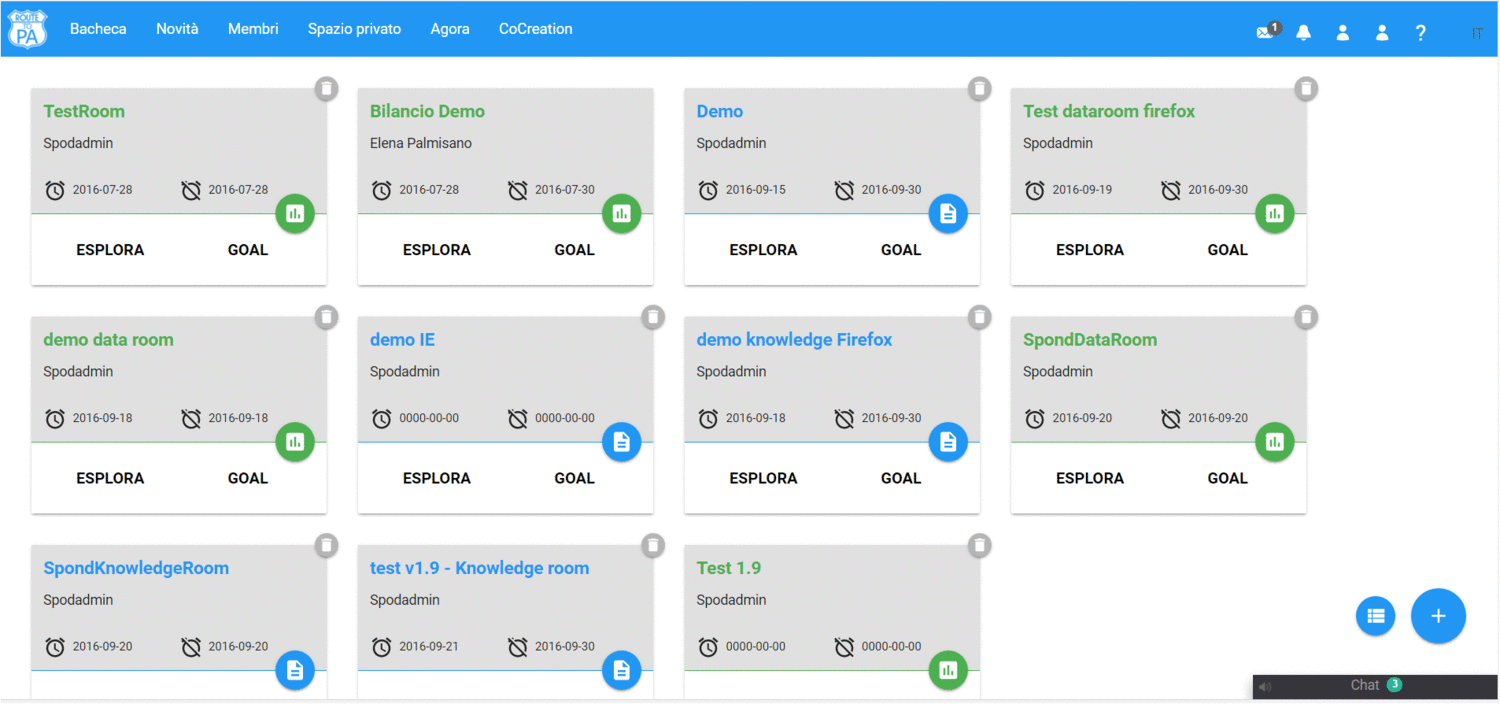 ROUTE TO PA
Bacheca Novità Membri Spazio privato Agora CoCreation 1 ? IT
TestRoom Bilancio Demo Demo Test dataroom firefox
Spodadmin Elena Palmisano Spodadmin Spodadmin
2016-07-28 2016-07-28 2016-07-28 2016-07-30 2016-09-15 2016-09-30 2016-09-19 2016-09-30
ESPLORA GOAL ESPLORA GOAL ESPLORA GOAL ESPLORA GOAL
demo data room demo IE demo knowledge Firefox SpondDataRoom
Spodadmin Spodadmin Spodadmin Spodadmin
2016-09-18 2016-09-18 0000-00-00 0000-00-00 2016-09-18 2016-09-30 2016-09-20 2016-09-20
ESPLORA GOAL ESPLORA GOAL ESPLORA GOAL ESPLORA GOAL
SpondKnowledgeRoom test v1.9 - Knowledge room Test 1.9
Spodadmin Spodadmin Spodadmin
2016-09-20 2016-09-20 2016-09-21 2016-09-30 0000-00-00 0000-00-00
+
Chat 3